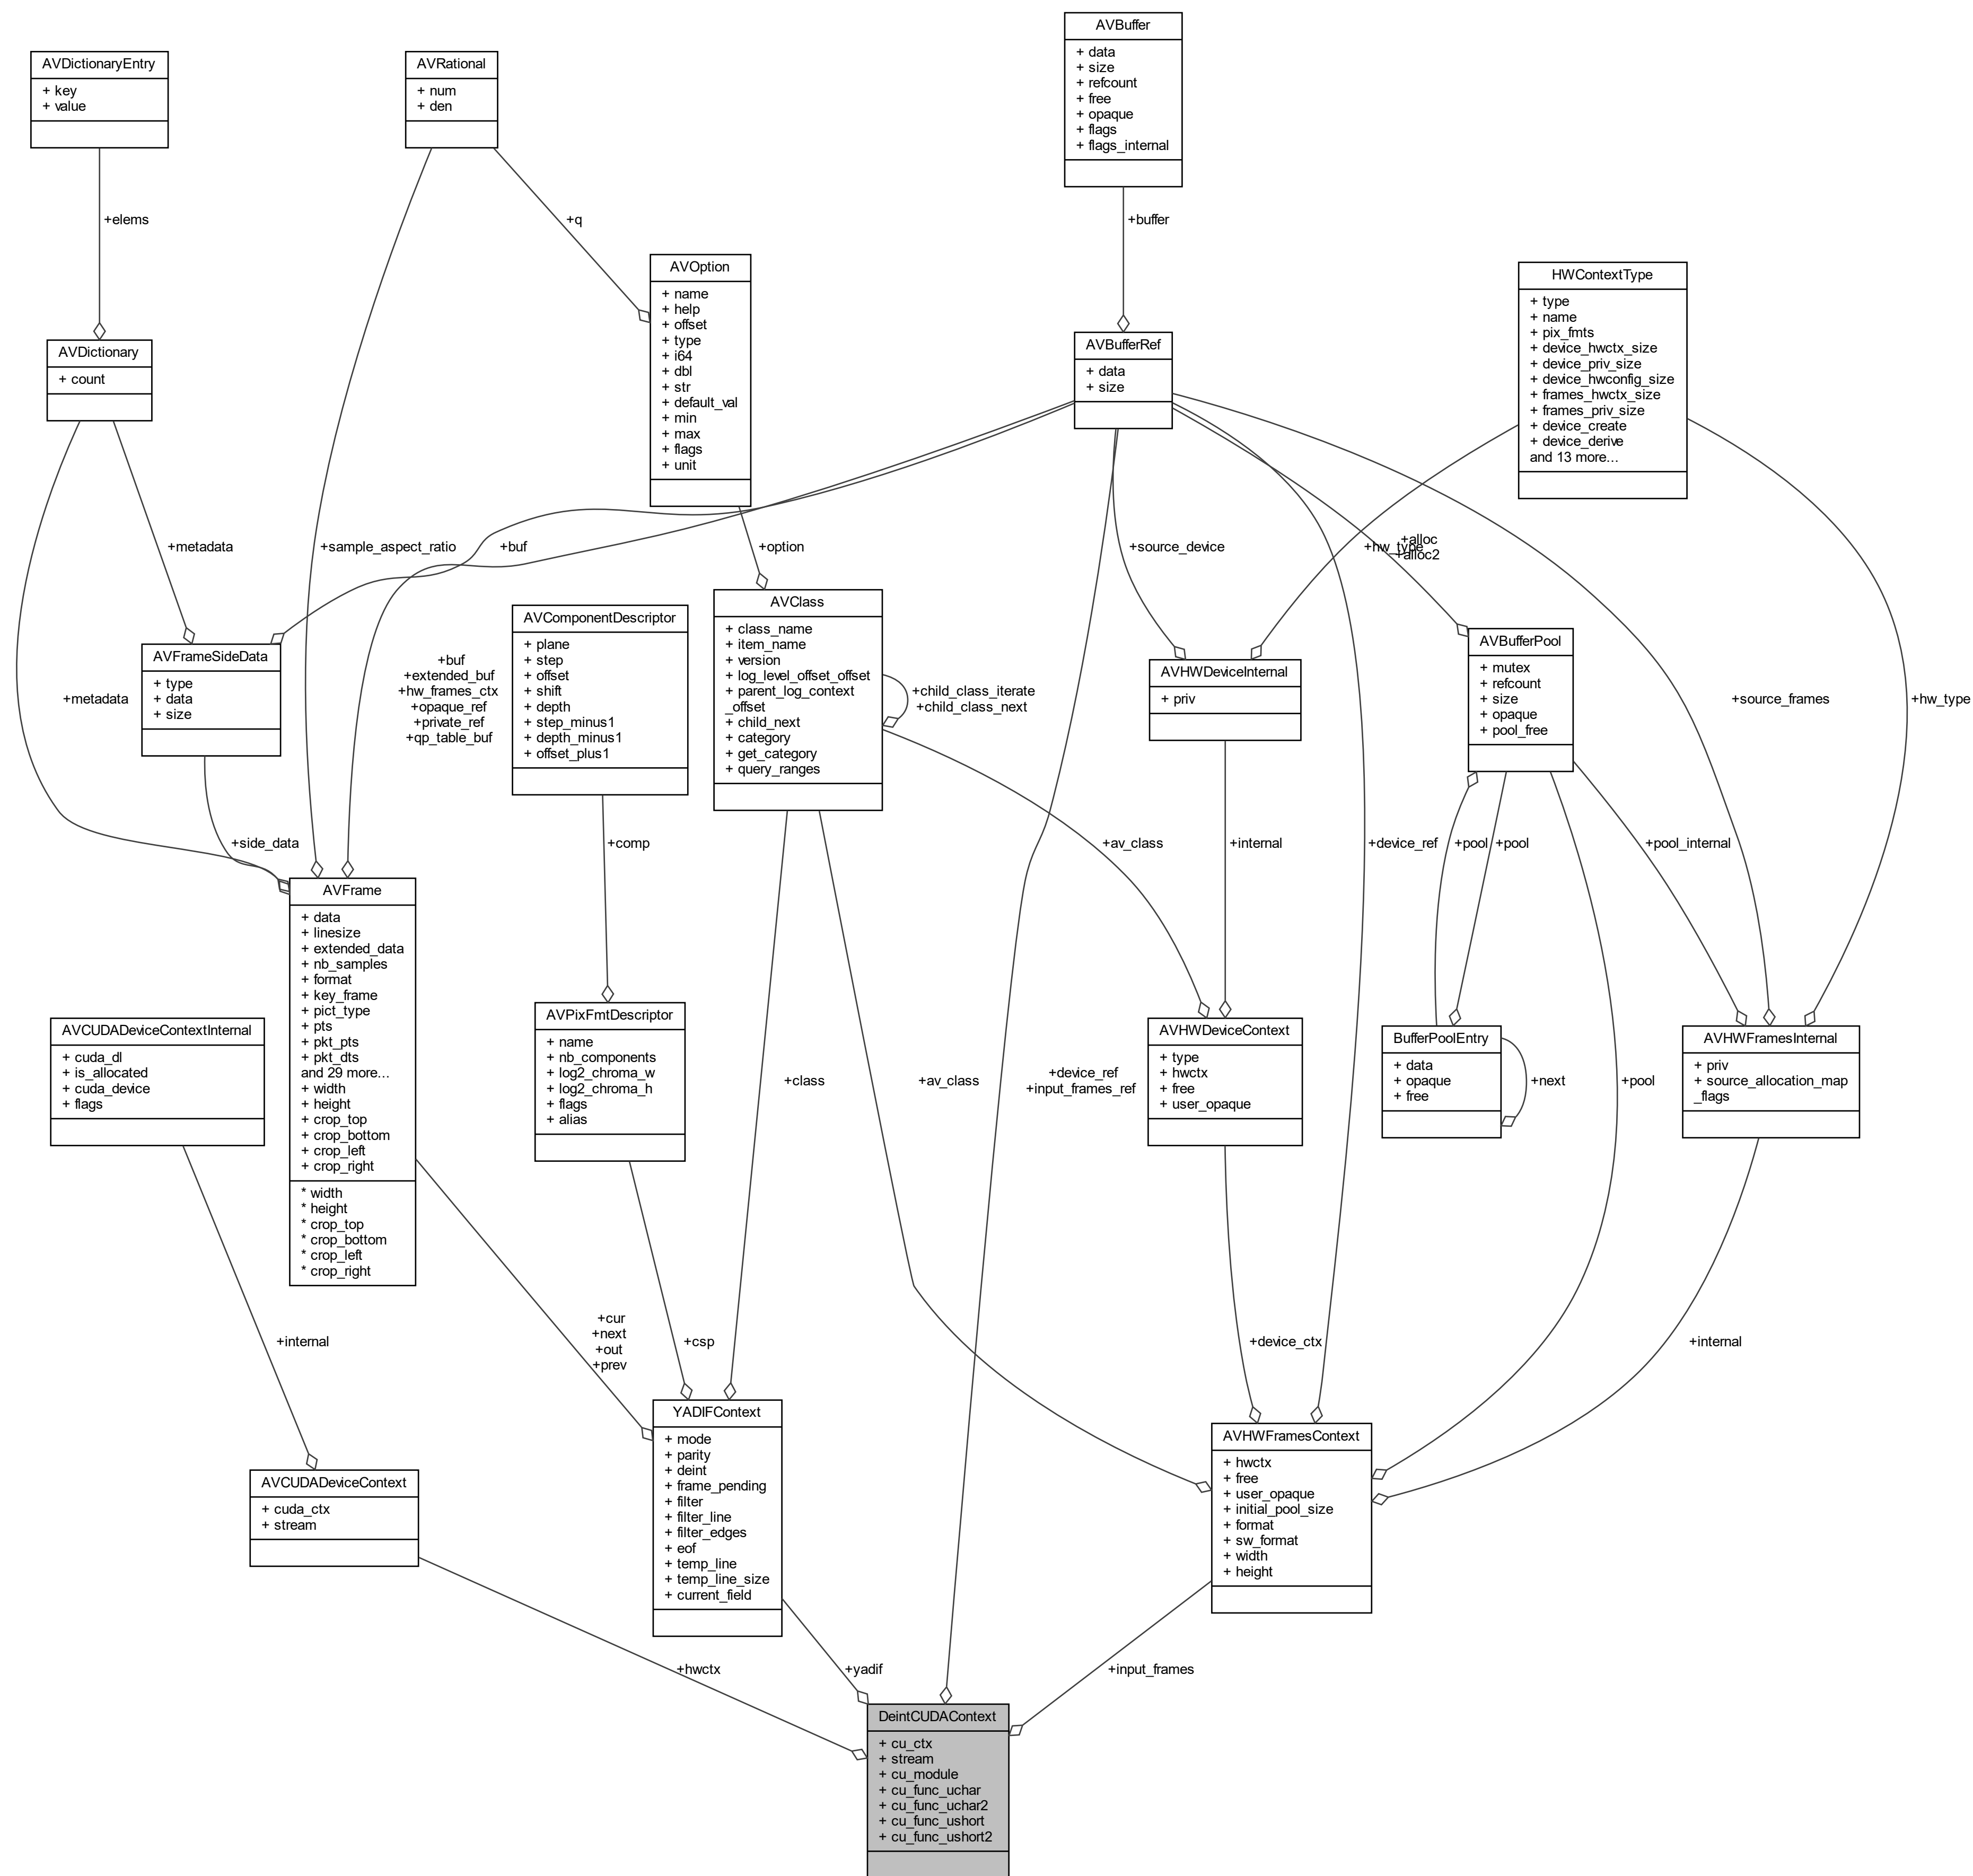 AVBuffer
+ data
+ size
+ refcount
+ free
+ opaque
+ flags
+ flags_internal
AVDictionaryEntry
+ key
+ value
AVRational
+ num
+ den
+elems
+q
+buffer
AVOption
+ name
+ help
+ offset
+ type
+ i64
+ dbl
+ str
+ default_val
+ min
+ max
+ flags
+ unit
HWContextType
+ type
+ name
+ pix_fmts
+ device_hwctx_size
+ device_priv_size
+ device_hwconfig_size
+ frames_hwctx_size
+ frames_priv_size
+ device_create
+ device_derive
and 13 more...
AVDictionary
+ count
AVBufferRef
+ data
+ size
+metadata
+sample_aspect_ratio
+buf
+option
+source_device
+hw_type
+alloc
+alloc2
AVFrameSideData
+ type
+ data
+ size
+metadata
+buf
+extended_buf
+hw_frames_ctx
+opaque_ref
+private_ref
+qp_table_buf
AVComponentDescriptor
+ plane
+ step
+ offset
+ shift
+ depth
+ step_minus1
+ depth_minus1
+ offset_plus1
AVClass
+ class_name
+ item_name
+ version
+ log_level_offset_offset
+ parent_log_context
_offset
+ child_next
+ category
+ get_category
+ query_ranges
+child_class_iterate
+child_class_next
AVHWDeviceInternal
+ priv
AVBufferPool
+ mutex
+ refcount
+ size
+ opaque
+ pool_free
+source_frames
+hw_type
+side_data
+comp
+av_class
+internal
+device_ref
+pool
+pool
+pool_internal
AVFrame
+ data
+ linesize
+ extended_data
+ nb_samples
+ format
+ key_frame
+ pict_type
+ pts
+ pkt_pts
+ pkt_dts
and 29 more...
+ width
+ height
+ crop_top
+ crop_bottom
+ crop_left
+ crop_right
* width
* height
* crop_top
* crop_bottom
* crop_left
* crop_right
AVCUDADeviceContextInternal
+ cuda_dl
+ is_allocated
+ cuda_device
+ flags
AVPixFmtDescriptor
+ name
+ nb_components
+ log2_chroma_w
+ log2_chroma_h
+ flags
+ alias
+class
+av_class
+device_ref
+input_frames_ref
AVHWDeviceContext
+ type
+ hwctx
+ free
+ user_opaque
BufferPoolEntry
+ data
+ opaque
+ free
+next
+pool
AVHWFramesInternal
+ priv
+ source_allocation_map
_flags
+internal
+cur
+next
+out
+prev
+csp
+device_ctx
+internal
AVCUDADeviceContext
+ cuda_ctx
+ stream
YADIFContext
+ mode
+ parity
+ deint
+ frame_pending
+ filter
+ filter_line
+ filter_edges
+ eof
+ temp_line
+ temp_line_size
+ current_field
AVHWFramesContext
+ hwctx
+ free
+ user_opaque
+ initial_pool_size
+ format
+ sw_format
+ width
+ height
+hwctx
+yadif
+input_frames
DeintCUDAContext
+ cu_ctx
+ stream
+ cu_module
+ cu_func_uchar
+ cu_func_uchar2
+ cu_func_ushort
+ cu_func_ushort2